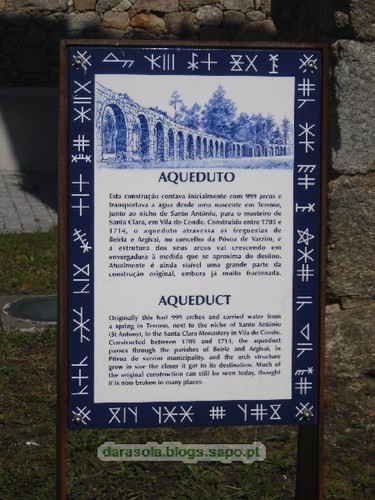 AQUEDUTO
Esta construção contava inicialmente com 999 arcos e
transportava a água desde uma nascente em Terroso,
junto ao nicho de Santo António, para o mosteiro de
Santa Clara, em Vila do Conde. Construído entre 1705 e
1714, o aqueduto atravessa as freguesias de
Beiriz e Argivai, no concelho da Póvoa de Varzim, e
a estrutura dos seus arcos vai crescendo em
envergadura à medida que se aproxima do destino.
Atualmente é ainda visível uma grande parte da
construção original, embora já muito fracionada.
AQUEDUCT
Originally this had 999 arches and carried water from
a spring in Terroso, next to the niche of Santo António
(St Antony), to the Santa Clara Monastery in Vila do Conde.
Constructed between 1705 and 1714, the aqueduct
passes through the parishes of Beiriz and Argivai, in
Póvoa de Varzim municipality, and the arch structure
grew in size the closer it got to its destination. Much of
the original construction can still be seen today, thought
it is now broken in many places.
darasola.blogs.sapo.pt